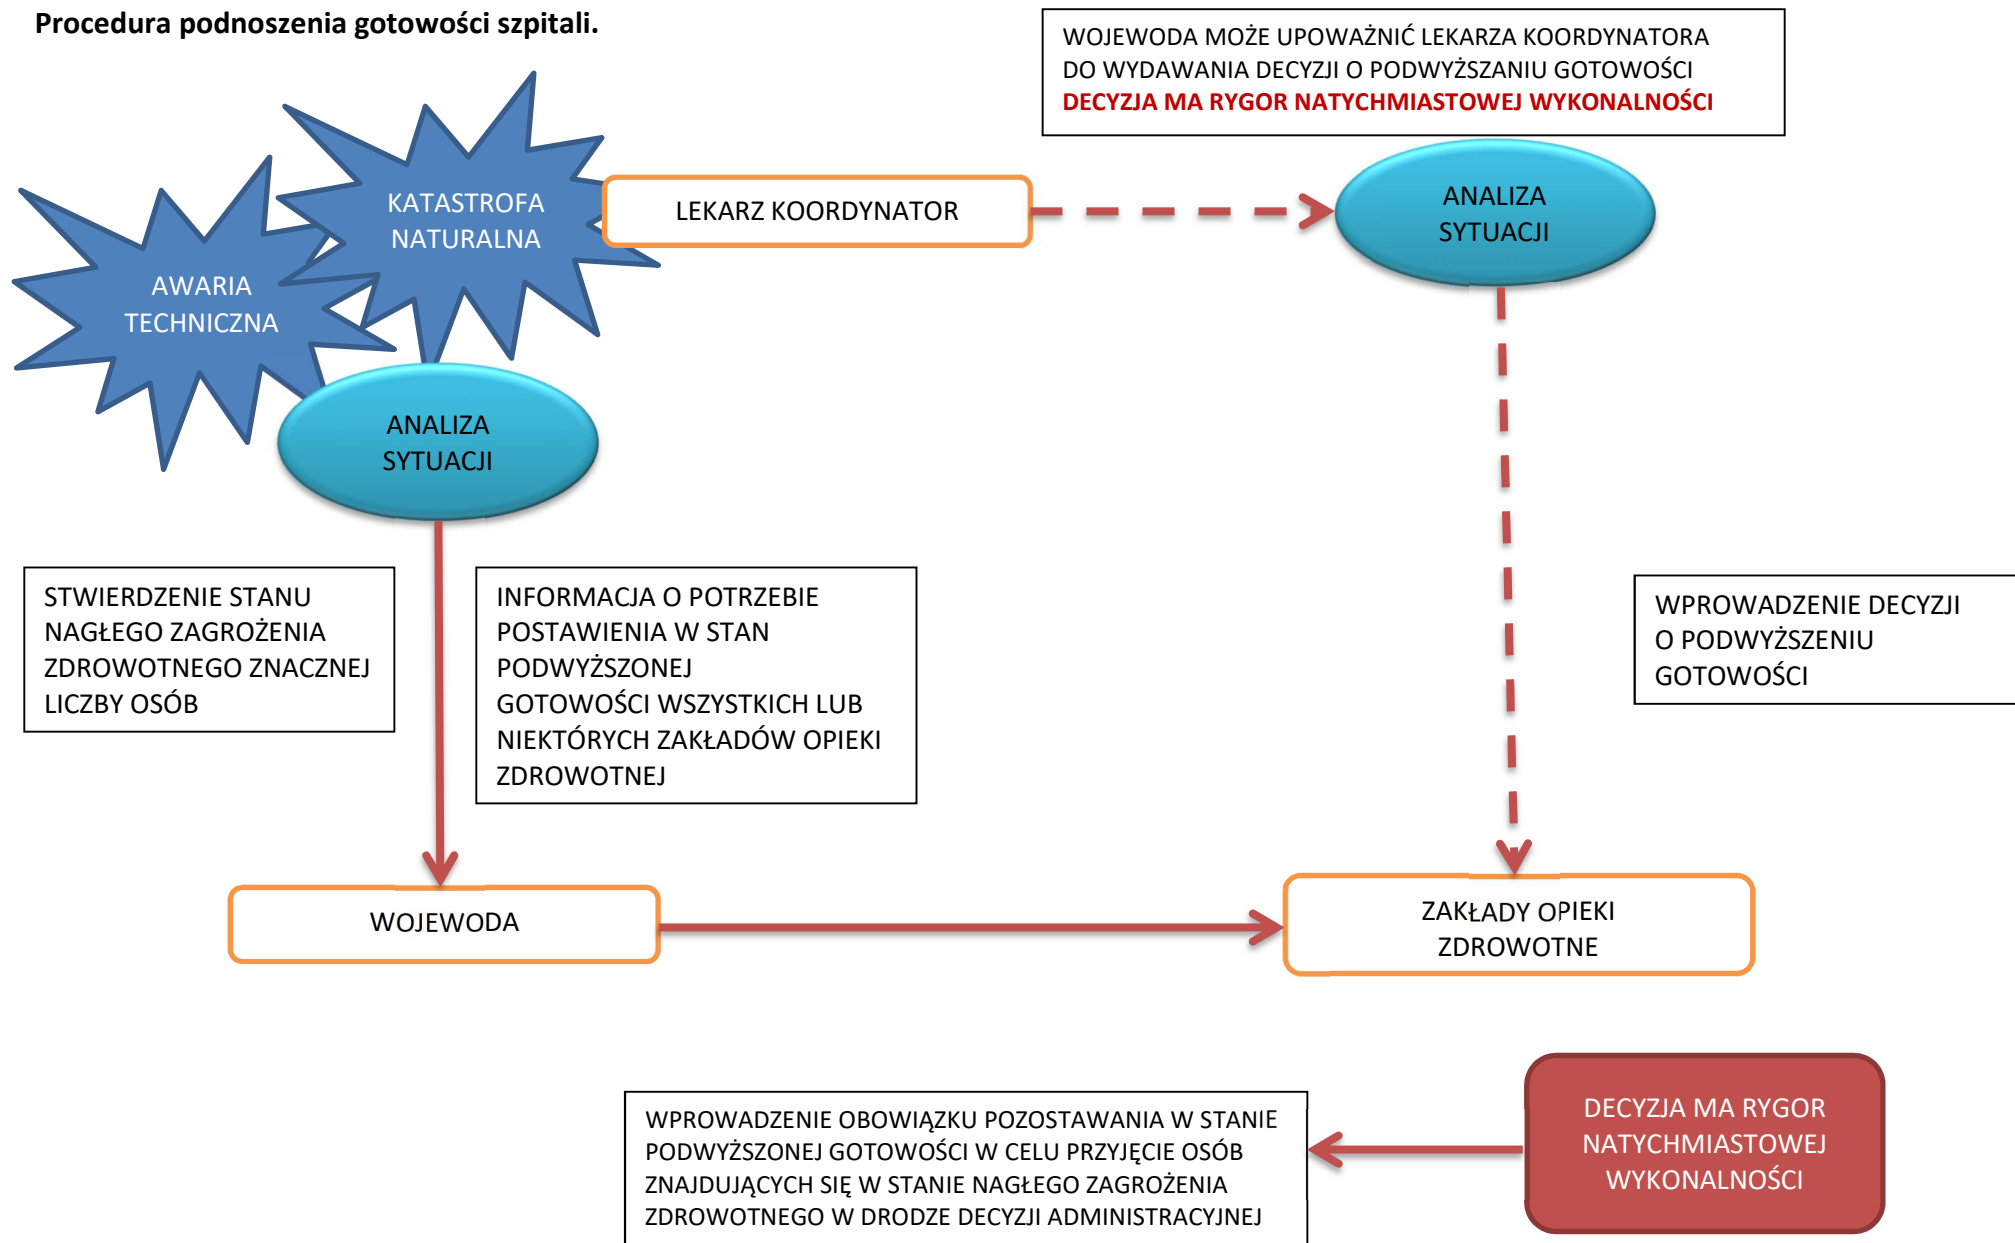 Procedura podnoszenia gotowości szpitali.
WOJEWODA MOŻE UPOWAŻNIĆ LEKARZA KOORDYNATORA
DO WYDAWANIA DECYZJI O PODWYŻSZANIU GOTOWOŚCI
DECYZJA MA RYGOR NATYCHMIASTOWEJ WYKONALNOŚCI
KATASTROFA
NATURALNA
LEKARZ KOORDYNATOR
ANALIZA
SYTUACJI
AWARIA
TECHNICZNA
ANALIZA
SYTUACJI
STWIERDZENIE STANU
NAGŁEGO ZAGROŻENIA
ZDROWOTNEGO ZNACZNEJ
LICZBY OSÓB
INFORMACJA O POTRZEBIE
POSTAWIENIA W STAN
PODWYŻSZONEJ
GOTOWOŚCI WSZYSTKICH LUB
NIEKTÓRYCH ZAKŁADÓW OPIEKI
ZDROWOTNEJ
WPROWADZENIE DECYZJI
O PODWYŻSZENIU
GOTOWOŚCI
WOJEWODA
ZAKŁADY OPIEKI
ZDROWOTNE
WPROWADZENIE OBOWIĄZKU POZOSTAWANIA W STANIE
PODWYŻSZONEJ GOTOWOŚCI W CELU PRZYJĘCIE OSÓB
ZNAJDUJĄCYCH SIĘ W STANIE NAGŁEGO ZAGROŻENIA
ZDROWOTNEGO W DRODZE DECYZJI ADMINISTRACYJNEJ
DECYZJA MA RYGOR
NATYCHMIASTOWEJ
WYKONALNOŚCI